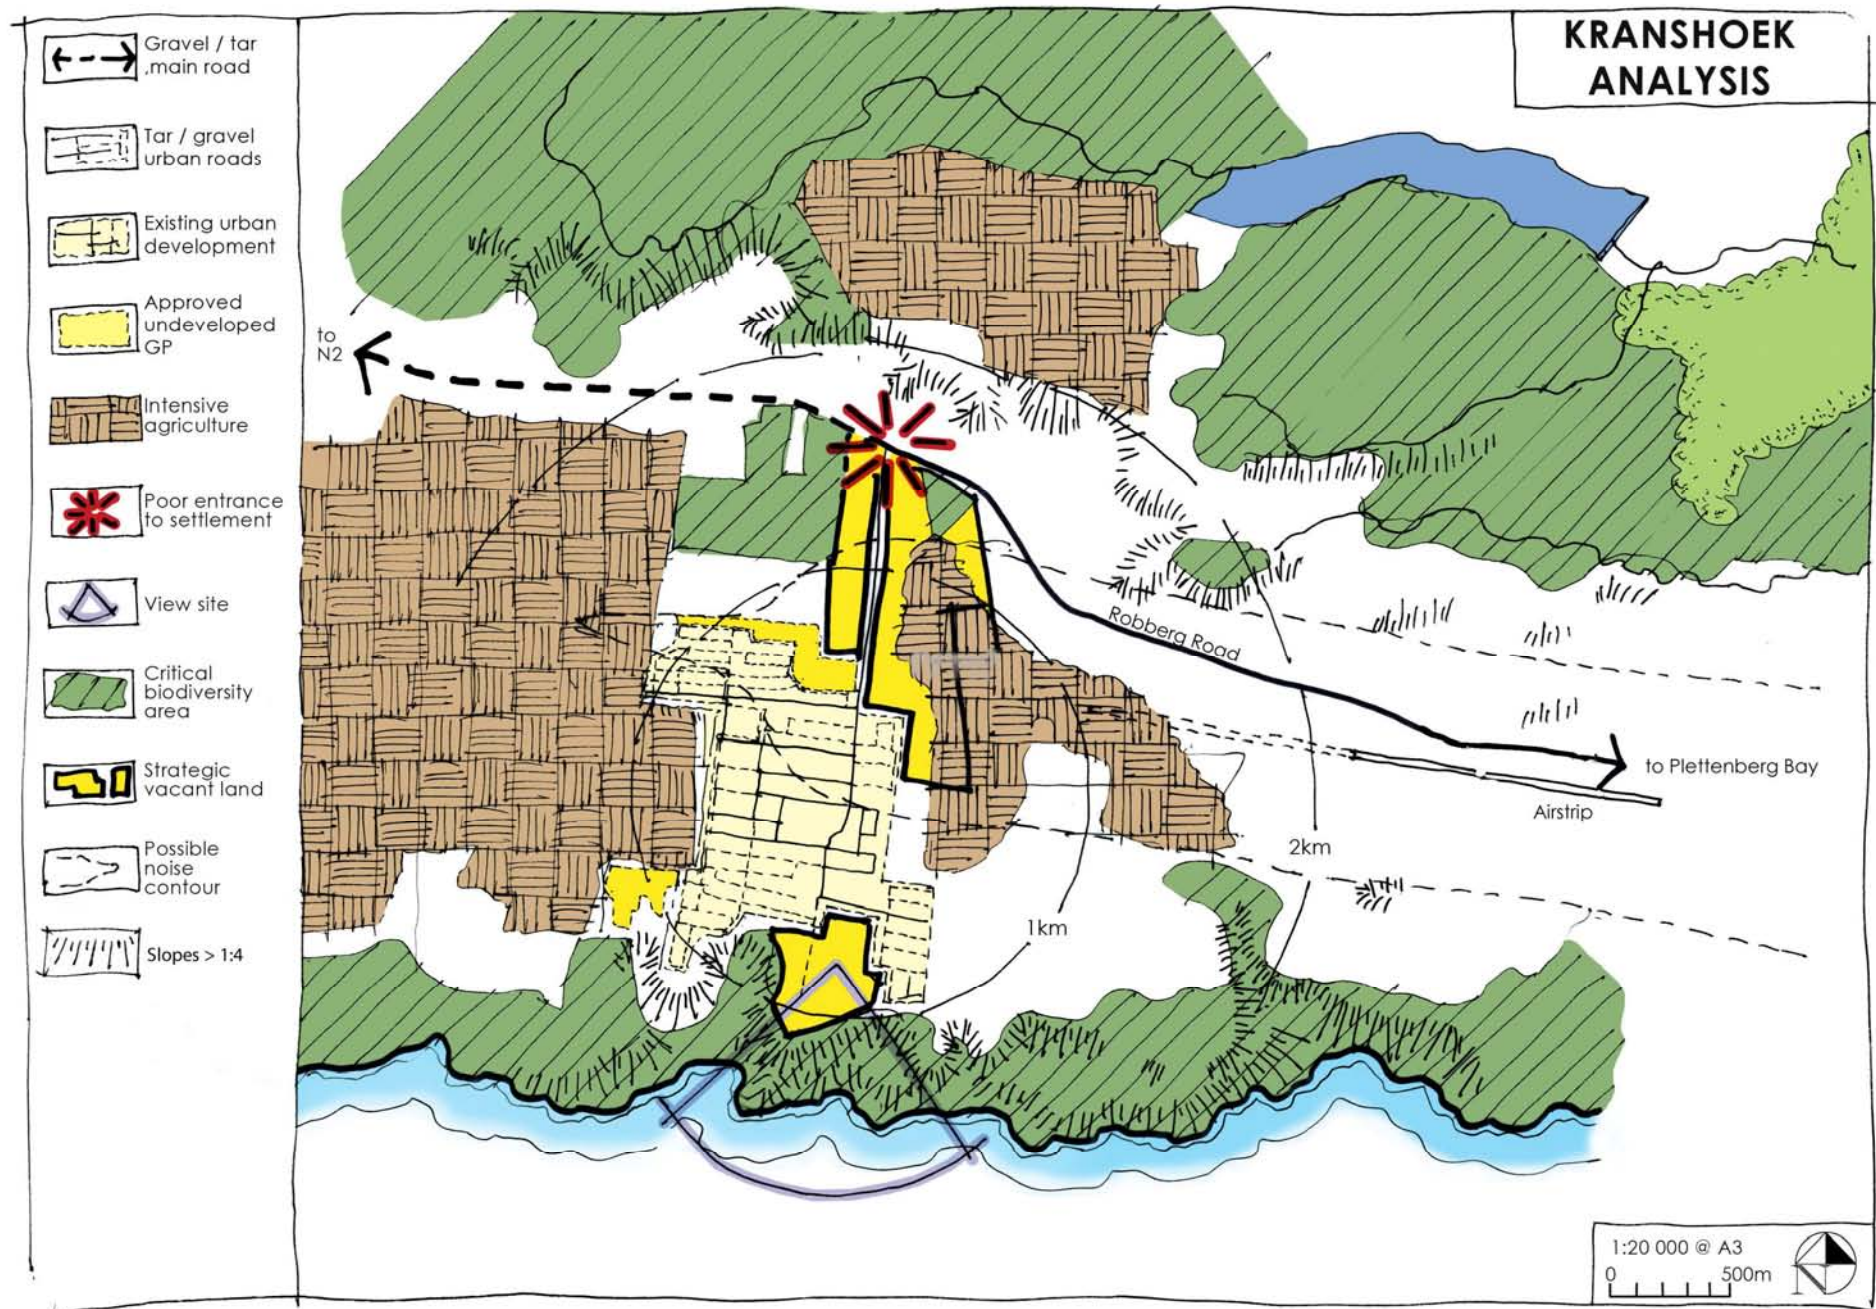 KRANSHOEK
ANALYSIS
Gravel / tar
,main road
Tar / gravel
urban roads
Existing urban
development
Approved
undeveloped
GP
Intensive
agriculture
Poor entrance
to settlement
View site
Critical
biodiversity
area
Strategic
vacant land
Possible
noise
contour
Slopes > 1:4
to
N2
Robberg Road
to Plettenberg Bay
Airstrip
2km
1km
1:20 000 @ A3
0 500m
N